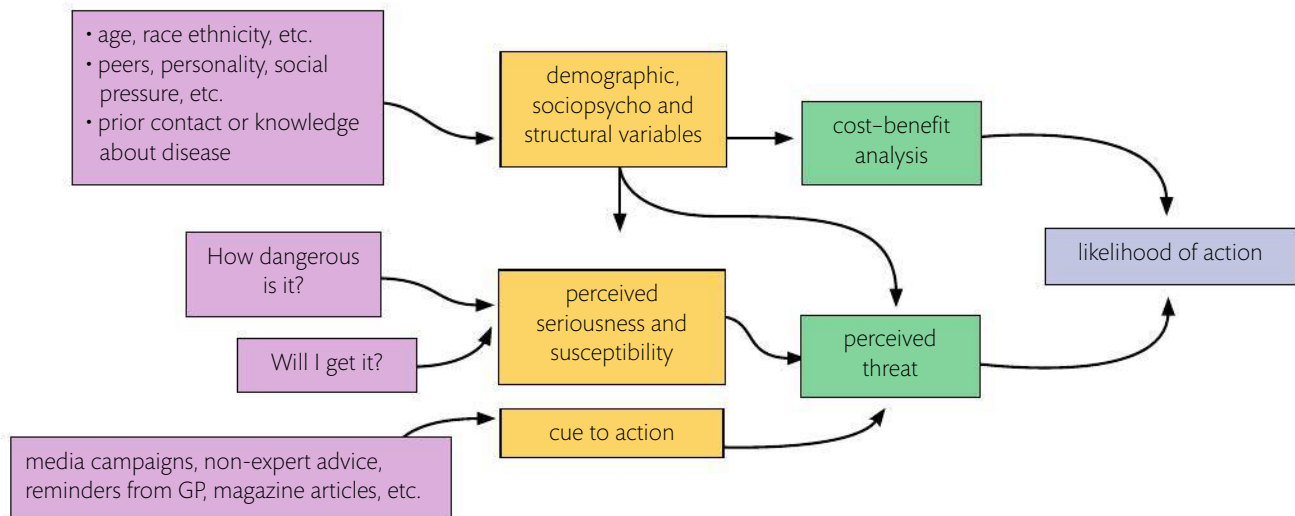 • age, race ethnicity, etc.
• peers, personality, social
pressure, etc.
• prior contact or knowledge
about disease
demographic,
sociopsycho and
structural variables
cost–benefit
analysis
likelihood of action
How dangerous
is it?
perceived
seriousness and
susceptibility
Will I get it?
perceived
threat
cue to action
media campaigns, non-expert advice,
reminders from GP, magazine articles, etc.